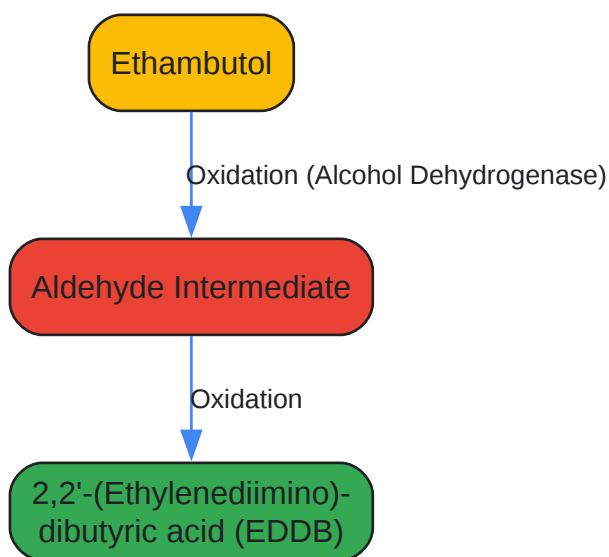 Ethambutol
Oxidation (Alcohol Dehydrogenase)
Aldehyde Intermediate
Oxidation
2,2'-(Ethylenediimino)-
dibutyric acid (EDDB)